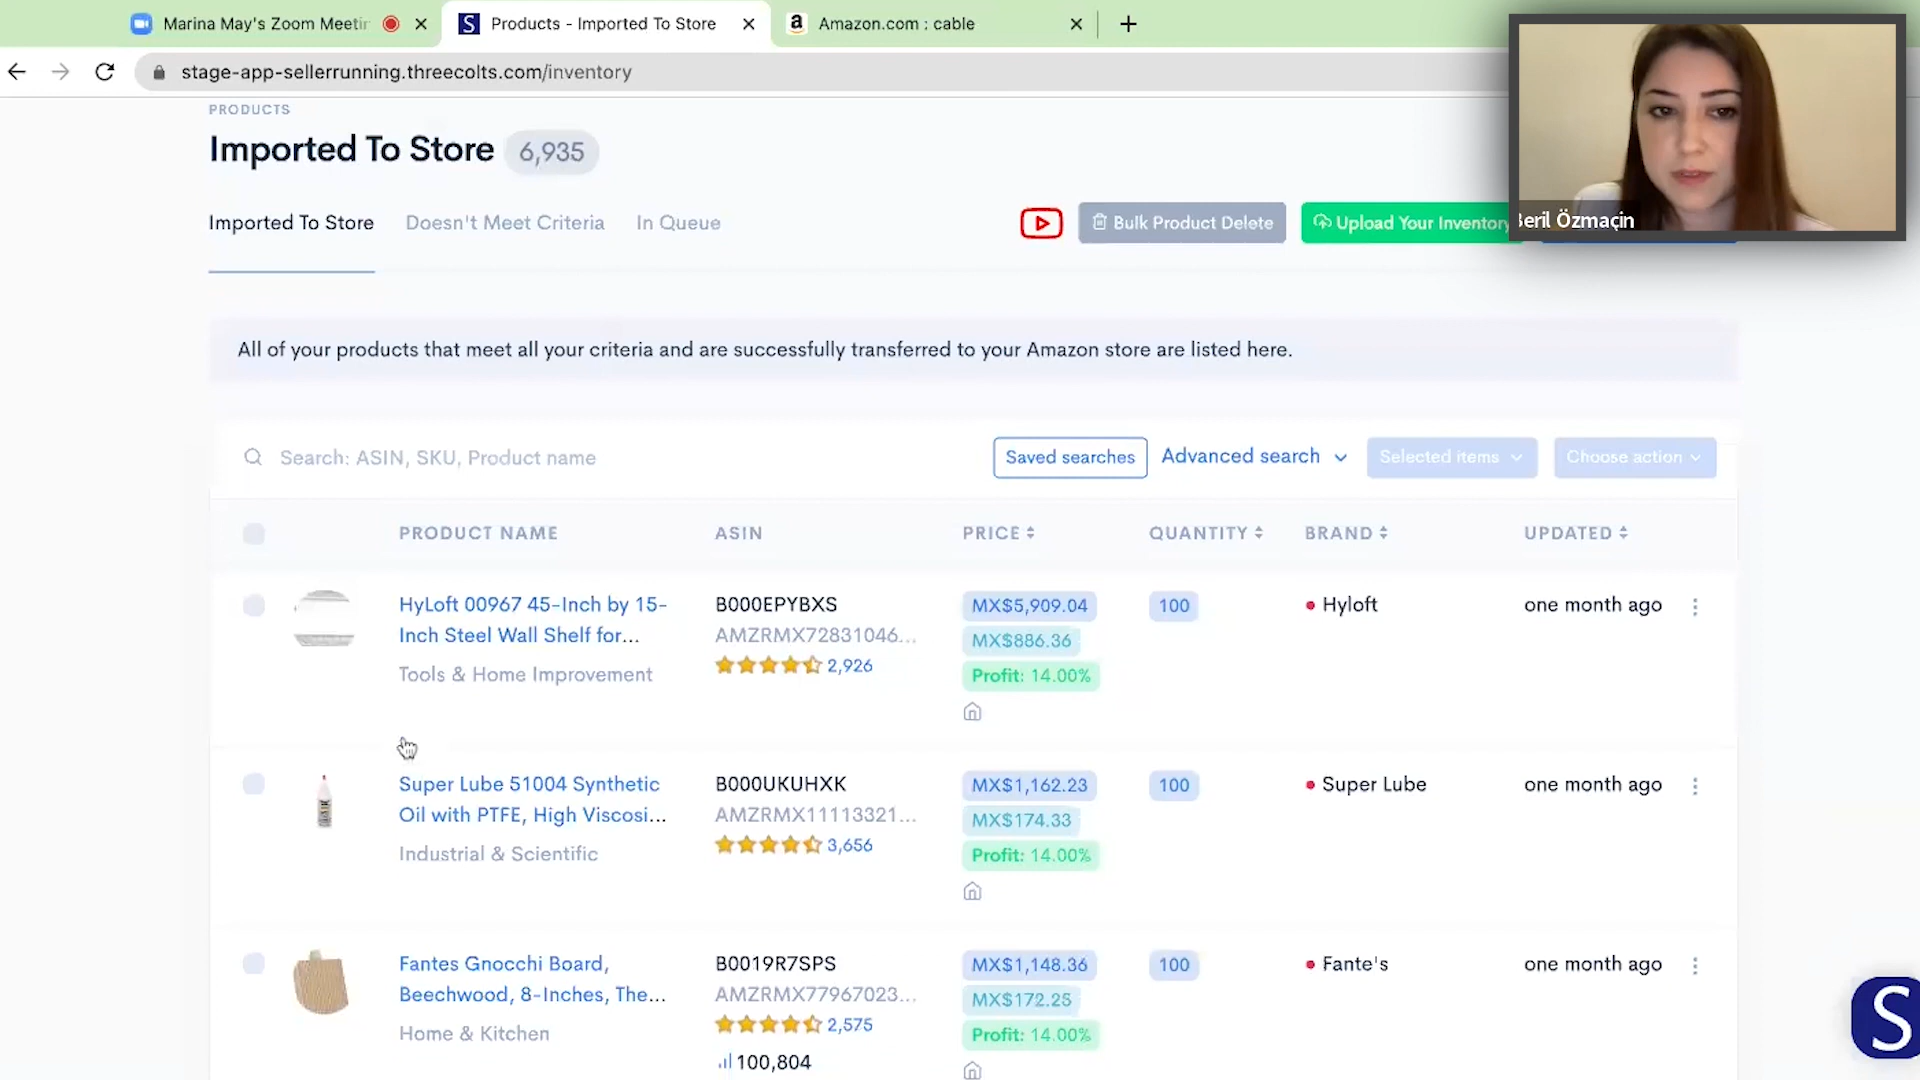 Marina May's Zoom Meetin
Products - Imported To Store
Amazon.com : cable
stage-app-sellerrunning.threecolts.com/inventory
PRODUCTS
Imported To Store 6,935
Imported To Store
Doesn't Meet Criteria
In Queue
Bulk Product Delete
Upload Your Inventory
Beril Özmaçin
All of your products that meet all your criteria and are successfully transferred to your Amazon store are listed here.
Search: ASIN, SKU, Product name
Saved searches
Advanced search
Selected items
Choose action
PRODUCT NAME ASIN PRICE QUANTITY BRAND UPDATED
HyLoft 00967 45-Inch by 15-
Inch Steel Wall Shelf for...
Tools & Home Improvement
B000EPYBXS
AMZRMX72831046...
2,926
MX$5,909.04
MX$886.36
Profit: 14.00%
100
Hyloft
one month ago
Super Lube 51004 Synthetic
Oil with PTFE, High Viscosi...
Industrial & Scientific
B000UKUHXK
AMZRMX11113321...
3,656
MX$1,162.23
MX$174.33
Profit: 14.00%
100
Super Lube
one month ago
Fantes Gnocchi Board,
Beechwood, 8-Inches, The...
Home & Kitchen
B0019R7SPS
AMZRMX77967023...
2,575
100,804
MX$1,148.36
MX$172.25
Profit: 14.00%
100
Fante's
one month ago
S